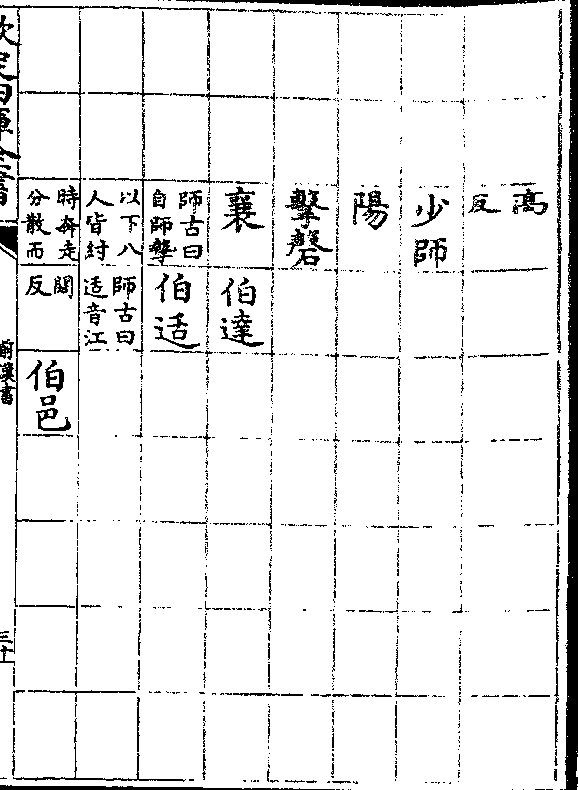 高
反
少師
陽
擊磬
襄
伯達
師古曰
自師摯
伯适
以下八
人皆紂
師古曰
适音江
時奔走
分散而
闊
反
伯邑
欽定四庫全書
前漢書
三十